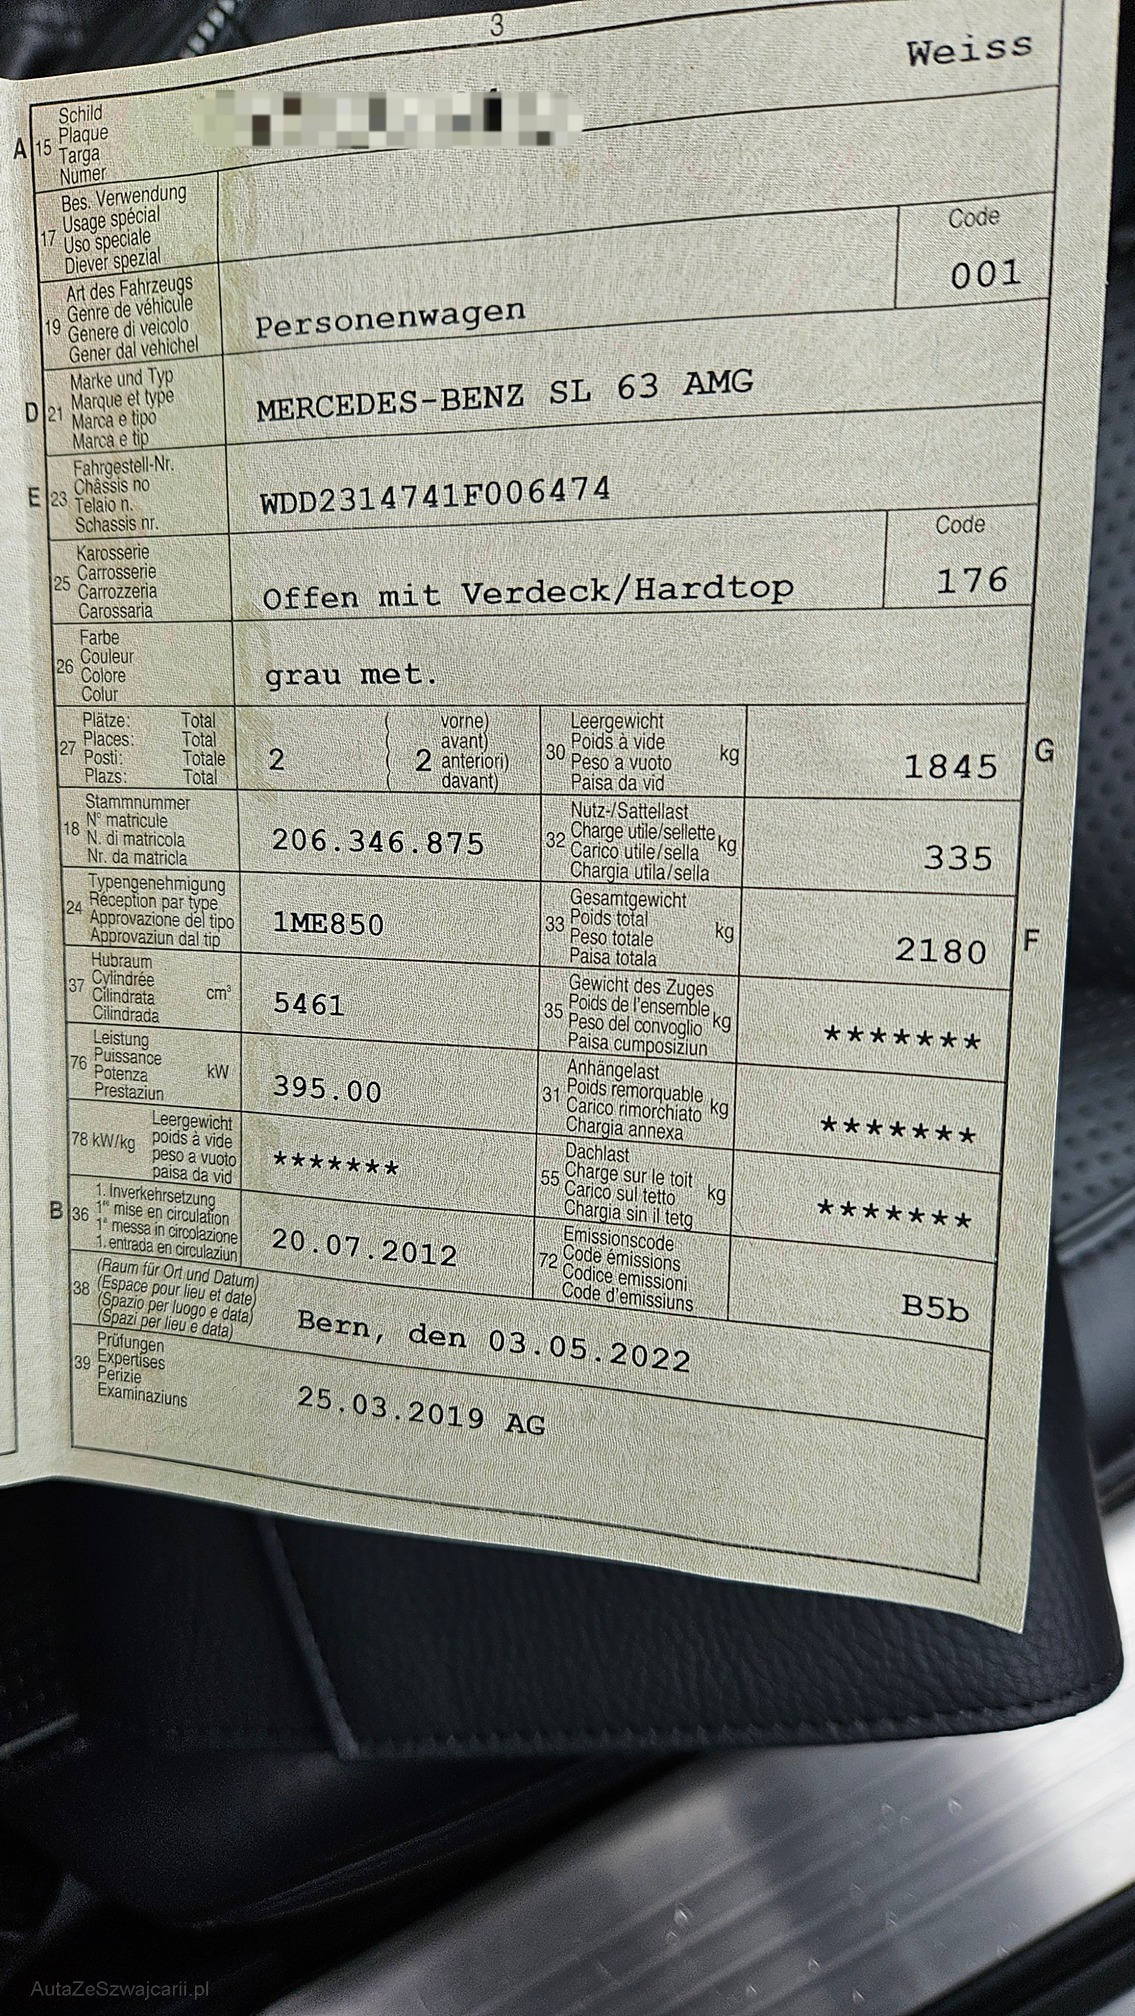 3
Weiss
A 15 Schild
Plaque
Targa
Numer
17 Bes. Verwendung
Usage spécial
Uso speciale
Diever spezial
19 Art des Fahrzeugs
Genre de véhicule
Genere di veicolo
Gener dal vehichel
Personenwagen
Code
001
D 21 Marke und Typ
Marque et type
Marca e tipo
Marca e tip
MERCEDES-BENZ SL 63 AMG
E 23 Fahrgestell-Nr.
Châssis no
Telaio n.
Schassis nr.
WDD2314741F006474
25 Karosserie
Carrosserie
Carrozzeria
Carossaria
Offen mit Verdeck/Hardtop
Code
176
26 Farbe
Couleur
Colore
Colur
grau met.
27 Plätze: Total
Places: Total
Posti: Totale
Plazs: Total
2 ( 2 vorne)
avant)
anteriori)
davant)
30 Leergewicht
Poids à vide
Peso a vuoto
Paisa da vid
kg
1845 G
18 Stammnummer
N° matricule
N. di matricola
Nr. da matricla
206.346.875
32 Nutz-/Sattellast
Charge utile/sellette
Carico utile/sella
Chargia utila/sella
kg
335
24 Typengenehmigung
Réception par type
Approvazione del tipo
Approvaziun dal tip
1ME850
33 Gesamtgewicht
Poids total
Peso totale
Paisa totala
kg
2180 F
37 Hubraum
Cylindrée
Cilindrata
Cilindrada
cm³
5461
35 Gewicht des Zuges
Poids de l'ensemble
Peso del convoglio
Paisa cumposiziun
kg
*******
76 Leistung
Puissance
Potenza
Prestaziun
kW
395.00
31 Anhängelast
Poids remorquable
Carico rimorchiato
Chargia annexa
kg
*******
78 kW/kg Leergewicht
poids à vide
peso a vuoto
paisa da vid
*******
55 Dachlast
Charge sur le toit
Carico sul tetto
Chargia sin il tetg
kg
*******
B 36 1. Inverkehrsetzung
1re mise en circulation
1a messa in circolazione
1. entrada en circulaziun
20.07.2012
72 Emissionscode
Code émissions
Codice emissioni
Code d'emissiuns
B5b
38 (Raum für Ort und Datum)
(Espace pour lieu et date)
(Spazio per luogo e data)
(Spazi per lieu e data)
Bern, den 03.05.2022
39 Prüfungen
Expertises
Perizie
Examinaziuns
25.03.2019 AG
AutaZeSzwajcarii.pl